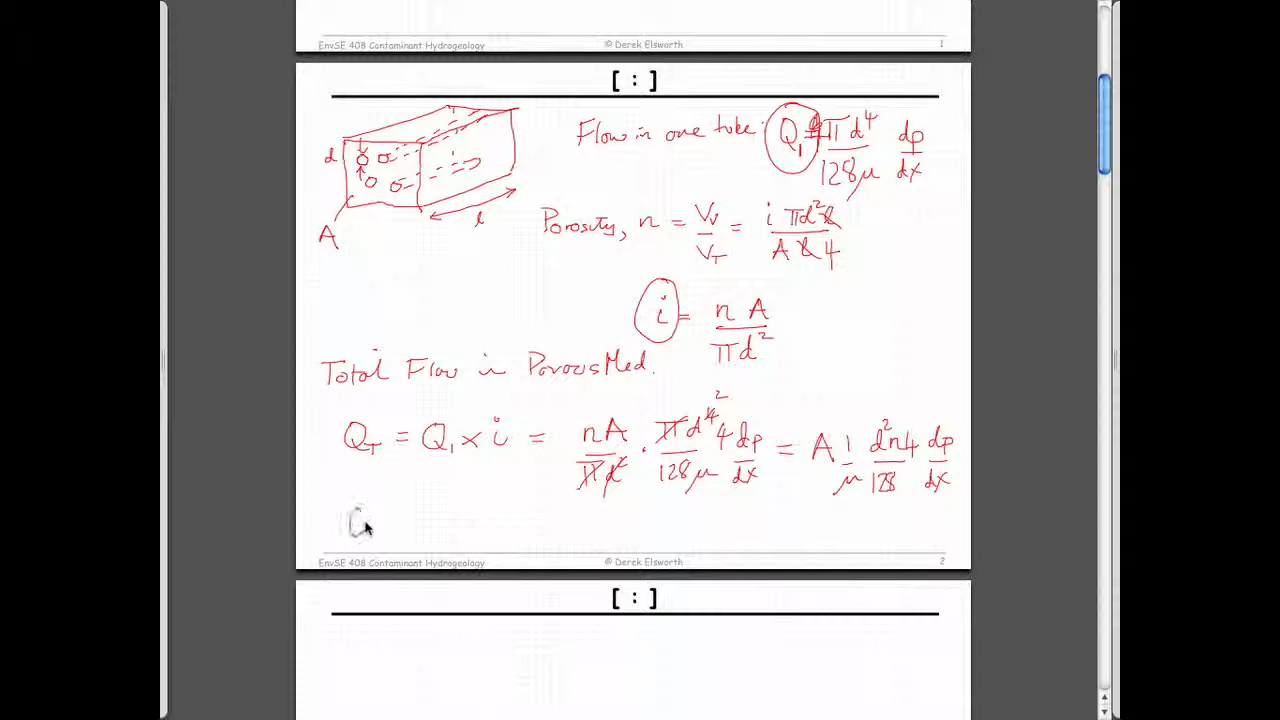 EnvSE 408 Contaminant Hydrogeology © Derek Elsworth 1
[ : ]
Flow in one tube: Q₁ = πd⁴/128μ dp/dx
d
l
A
Porosity, n = Vv/VT = i πd²l/A l 4
i = n A/πd²
Total Flow in Porous Med.
QT = Q₁ × i = nA/πd² · πd⁴ 4/128μ dp/dx = A 1/μ d²n4/128 dp/dx
2
EnvSE 408 Contaminant Hydrogeology © Derek Elsworth 2
[ : ]